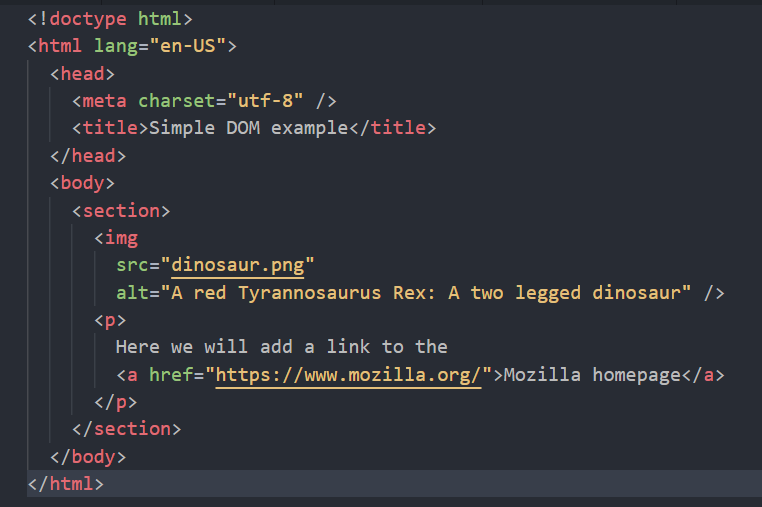 <!doctype html>
<html lang="en-US">
  <head>
    <meta charset="utf-8" />
    <title>Simple DOM example</title>
  </head>
  <body>
    <section>
      <img
        src="dinosaur.png"
        alt="A red Tyrannosaurus Rex: A two legged dinosaur" />
      <p>
        Here we will add a link to the
        <a href="https://www.mozilla.org/">Mozilla homepage</a>
      </p>
    </section>
  </body>
</html>